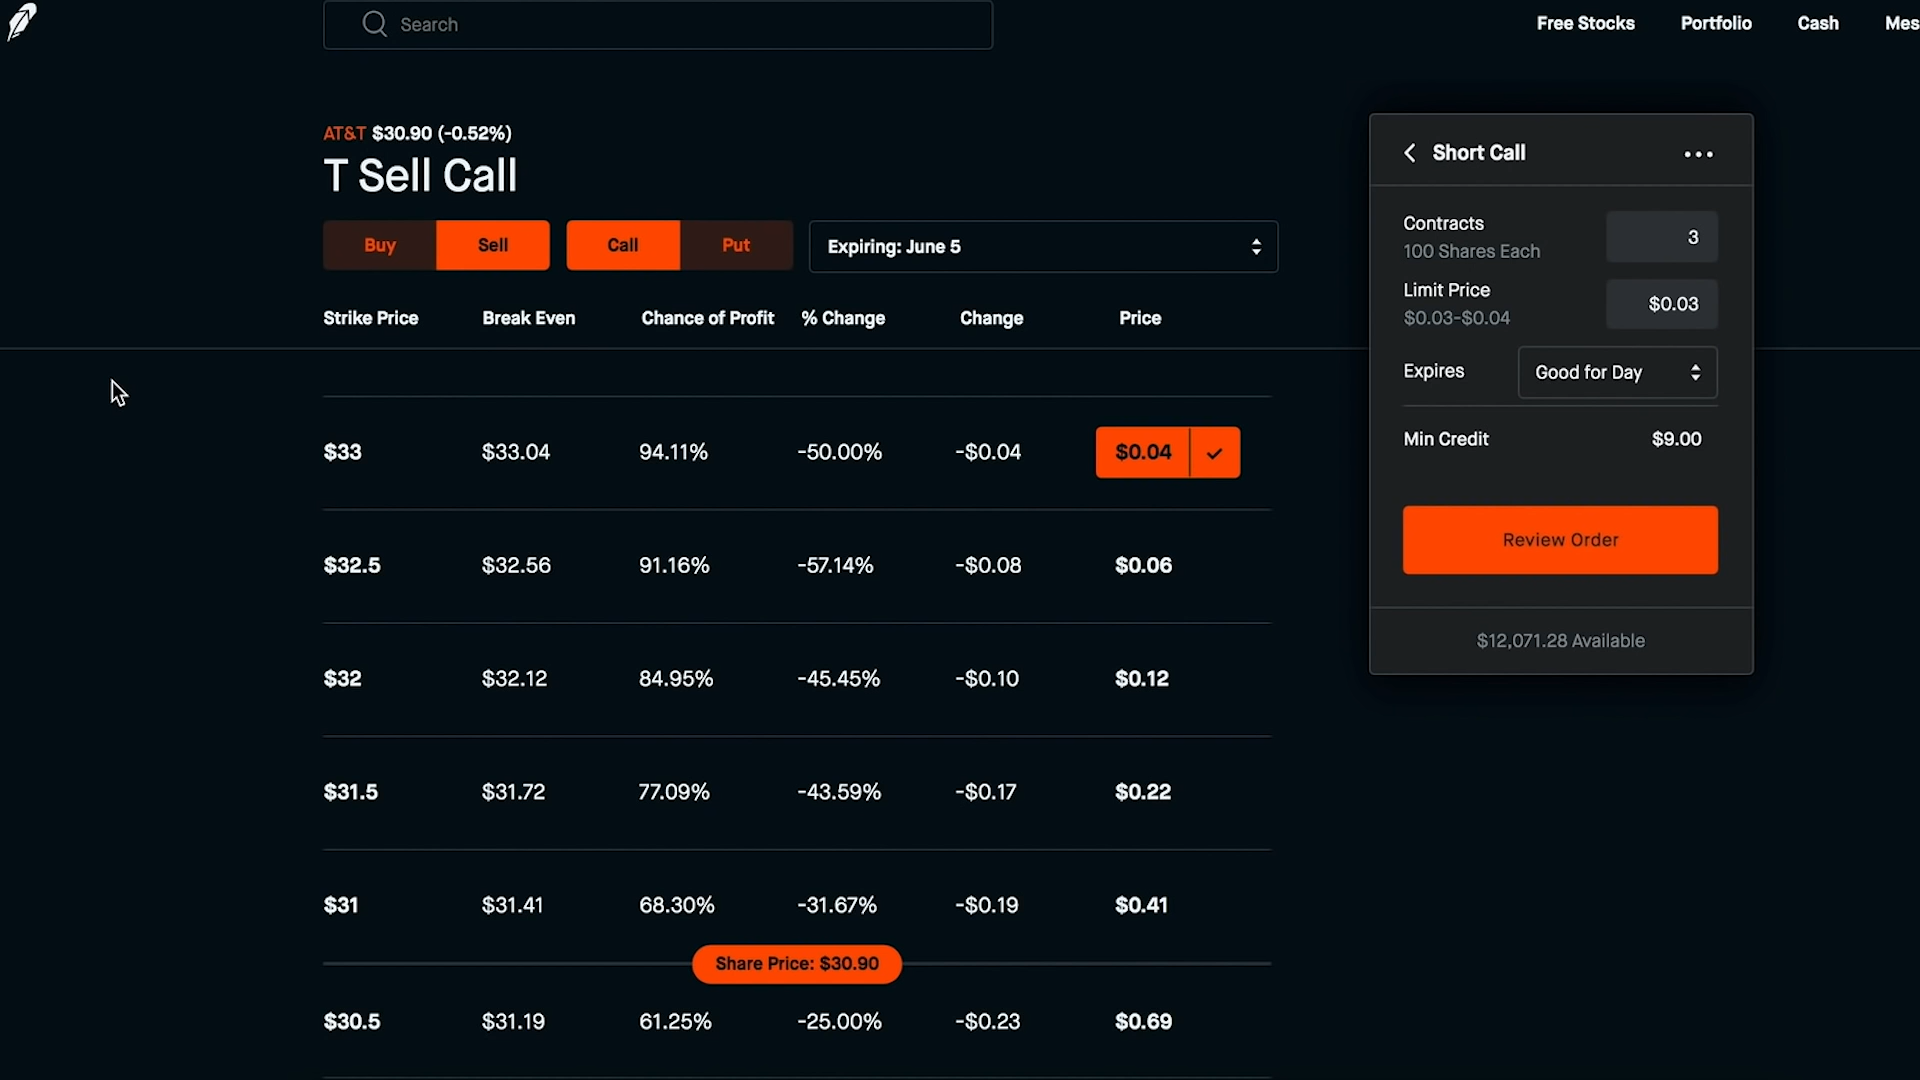 Search
Free Stocks Portfolio Cash Mes
AT&T $30.90 (-0.52%)
T Sell Call
Buy Sell Call Put Expiring: June 5
Strike Price Break Even Chance of Profit % Change Change Price
$33 $33.04 94.11% -50.00% -$0.04 $0.04
$32.5 $32.56 91.16% -57.14% -$0.08 $0.06
$32 $32.12 84.95% -45.45% -$0.10 $0.12
$31.5 $31.72 77.09% -43.59% -$0.17 $0.22
$31 $31.41 68.30% -31.67% -$0.19 $0.41
Share Price: $30.90
$30.5 $31.19 61.25% -25.00% -$0.23 $0.69
Short Call
Contracts 3
100 Shares Each
Limit Price $0.03
$0.03-$0.04
Expires Good for Day
Min Credit $9.00
Review Order
$12,071.28 Available